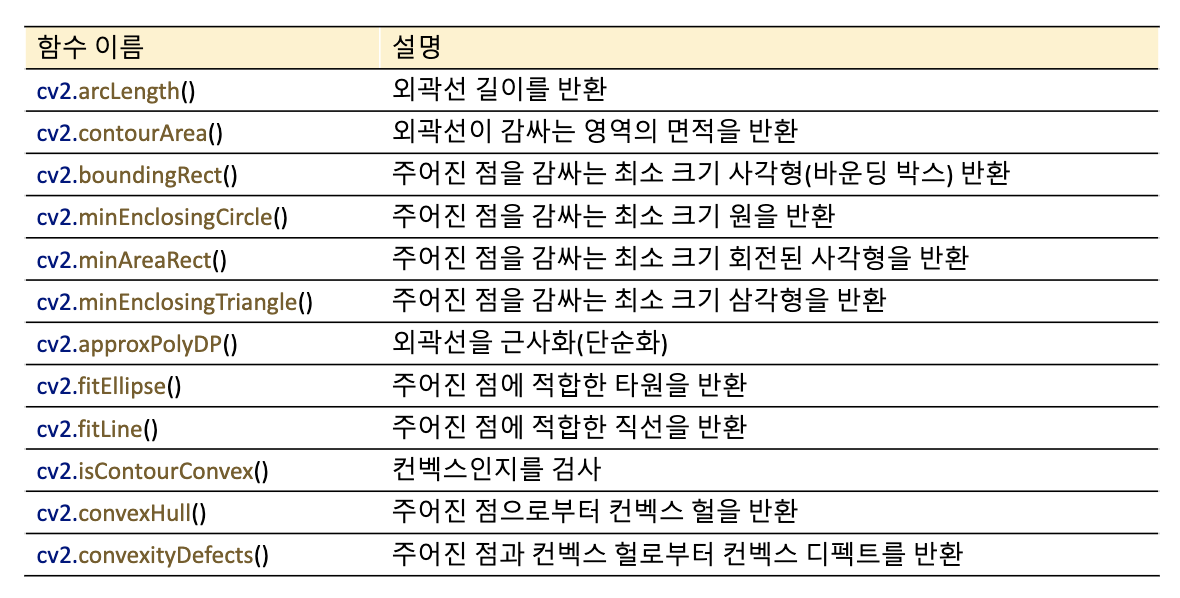 함수 이름 설명
cv2.arcLength() 외곽선 길이를 반환
cv2.contourArea() 외곽선이 감싸는 영역의 면적을 반환
cv2.boundingRect() 주어진 점을 감싸는 최소 크기 사각형(바운딩 박스) 반환
cv2.minEnclosingCircle() 주어진 점을 감싸는 최소 크기 원을 반환
cv2.minAreaRect() 주어진 점을 감싸는 최소 크기 회전된 사각형을 반환
cv2.minEnclosingTriangle() 주어진 점을 감싸는 최소 크기 삼각형을 반환
cv2.approxPolyDP() 외곽선을 근사화(단순화)
cv2.fitEllipse() 주어진 점에 적합한 타원을 반환
cv2.fitLine() 주어진 점에 적합한 직선을 반환
cv2.isContourConvex() 컨벡스인지를 검사
cv2.convexHull() 주어진 점으로부터 컨벡스 헐을 반환
cv2.convexityDefects() 주어진 점과 컨벡스 헐로부터 컨벡스 디펙트를 반환